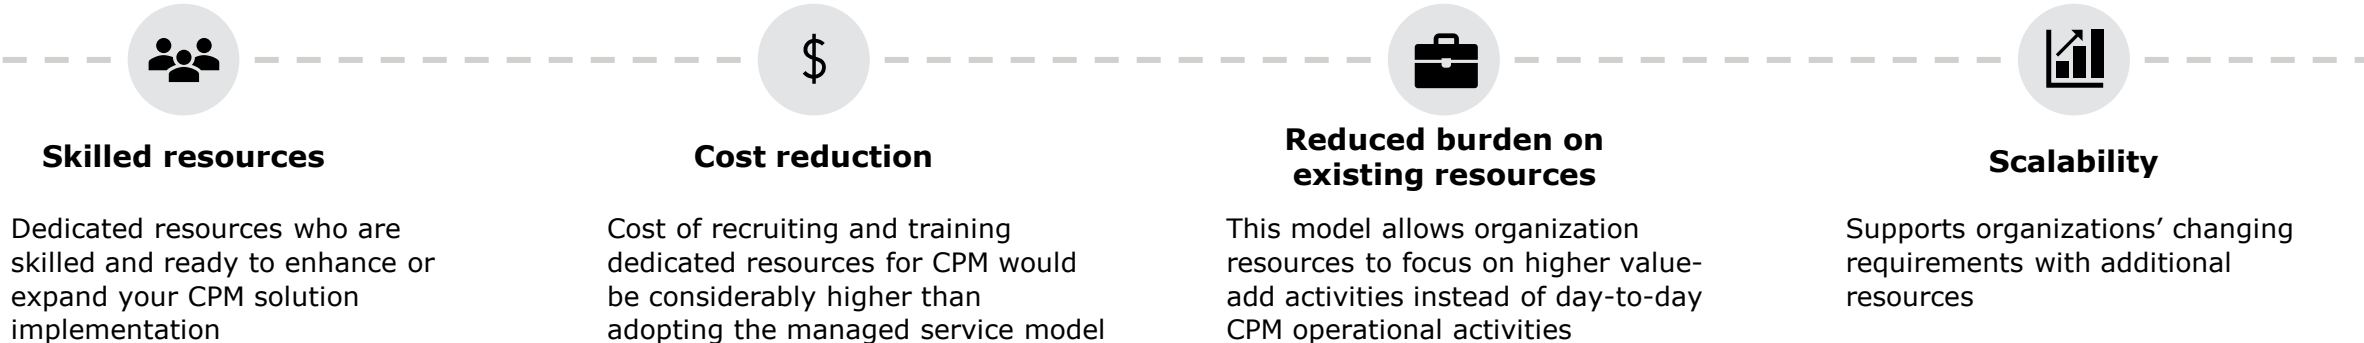 $
Skilled resources
Dedicated resources who are
skilled and ready to enhance or
expand your CPM solution
implementation
Cost reduction
Cost of recruiting and training
dedicated resources for CPM would
be considerably higher than
adopting the managed service model
Reduced burden on
existing resources
This model allows organization
resources to focus on higher value-
add activities instead of day-to-day
CPM operational activities
Scalability
Supports organizations’ changing
requirements with additional
resources